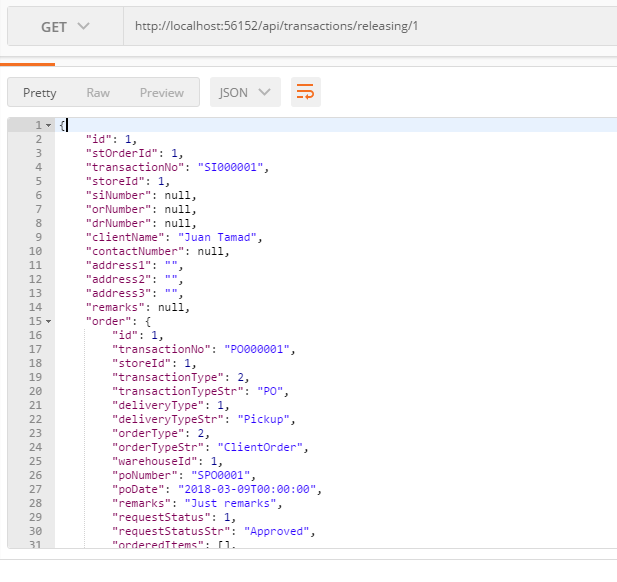 GET http://localhost:56152/api/transactions/releasing/1
Pretty Raw Preview JSON
1 {
2 "id": 1,
3 "stOrderId": 1,
4 "transactionNo": "SI000001",
5 "storeId": 1,
6 "siNumber": null,
7 "orNumber": null,
8 "drNumber": null,
9 "clientName": "Juan Tamad",
10 "contactNumber": null,
11 "address1": "",
12 "address2": "",
13 "address3": "",
14 "remarks": null,
15 "order": {
16 "id": 1,
17 "transactionNo": "PO000001",
18 "storeId": 1,
19 "transactionType": 2,
20 "transactionTypeStr": "PO",
21 "deliveryType": 1,
22 "deliveryTypeStr": "Pickup",
23 "orderType": 2,
24 "orderTypeStr": "ClientOrder",
25 "warehouseId": 1,
26 "poNumber": "SPO0001",
27 "poDate": "2018-03-09T00:00:00",
28 "remarks": "Just remarks",
29 "requestStatus": 1,
30 "requestStatusStr": "Approved",
31 "orderedItems": [],